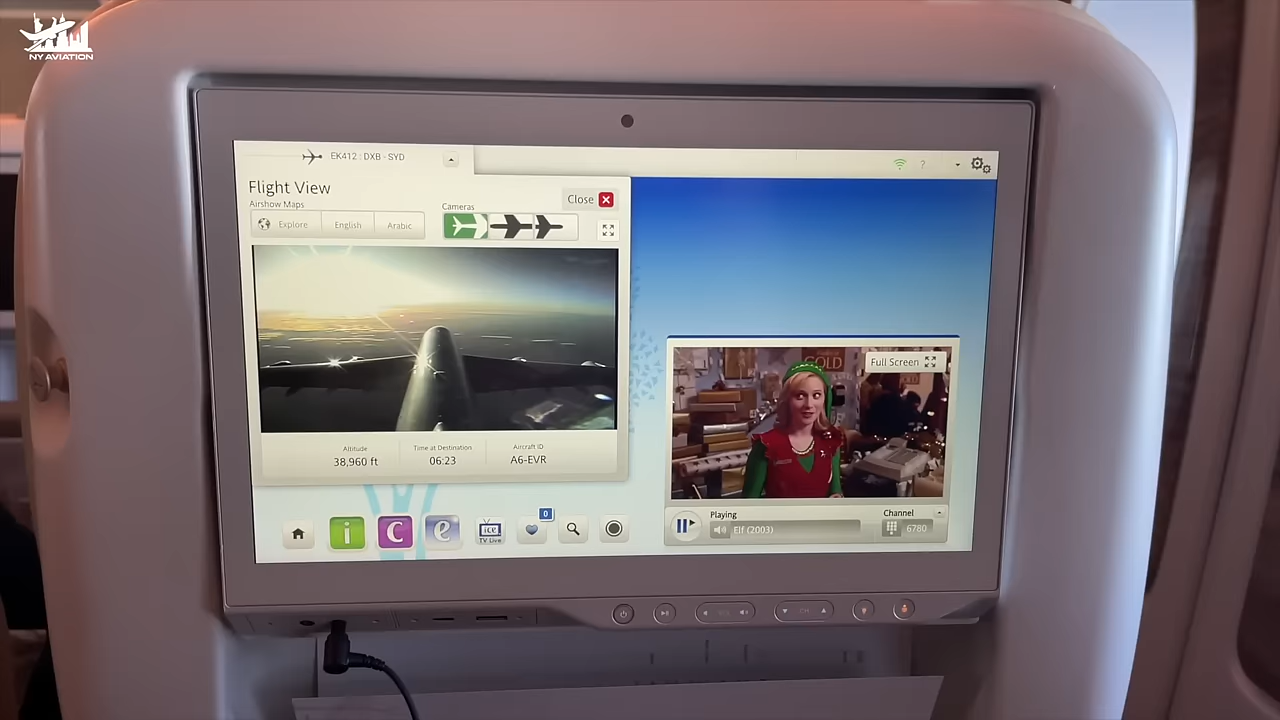 NY AVIATION
EK412 : DXB - SYD
?
Flight View
Close
Airshow Maps
Cameras
Explore
English
Arabic
GOLD
Full Screen
Altitude
Time at Destination
Aircraft ID
38,960 ft
06:23
A6-EVR
Playing
Channel
Elf (2003)
6780
0
i
C
e
ice
TV Live
CH